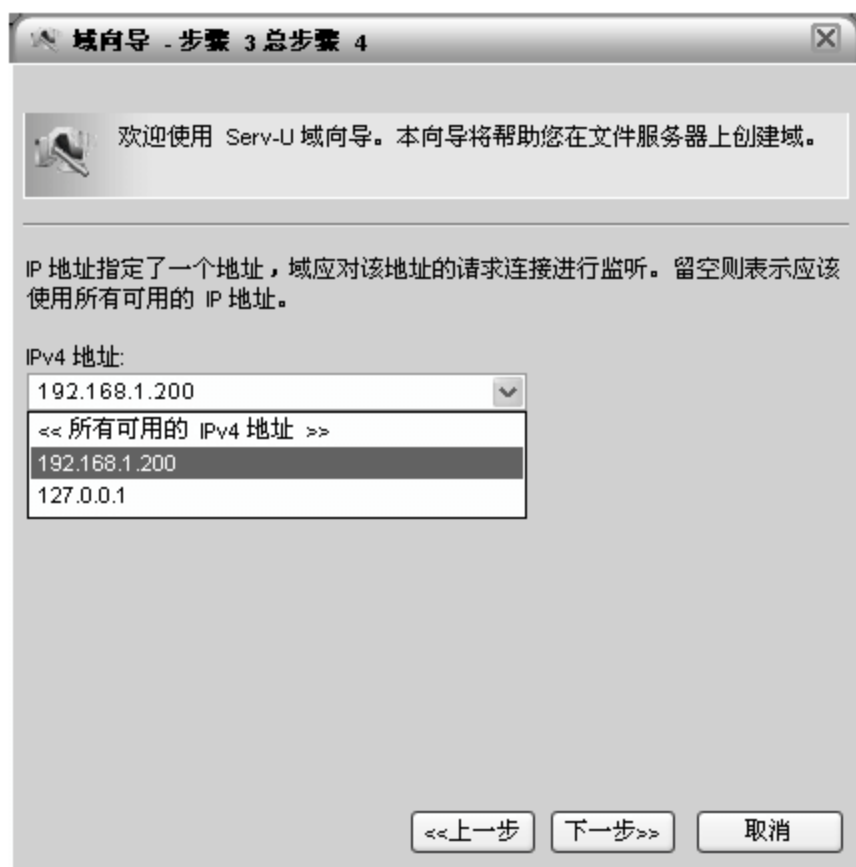 域向导 - 步骤 3 总步骤 4
欢迎使用 Serv-U 域向导。本向导将帮助您在文件服务器上创建域。
IP 地址指定了一个地址，域应对该地址的请求连接进行监听。留空则表示应该
使用所有可用的 IP 地址。
IPv4 地址:
192.168.1.200
<< 所有可用的 IPv4 地址 >>
192.168.1.200
127.0.0.1
<<上一步 下一步>> 取消